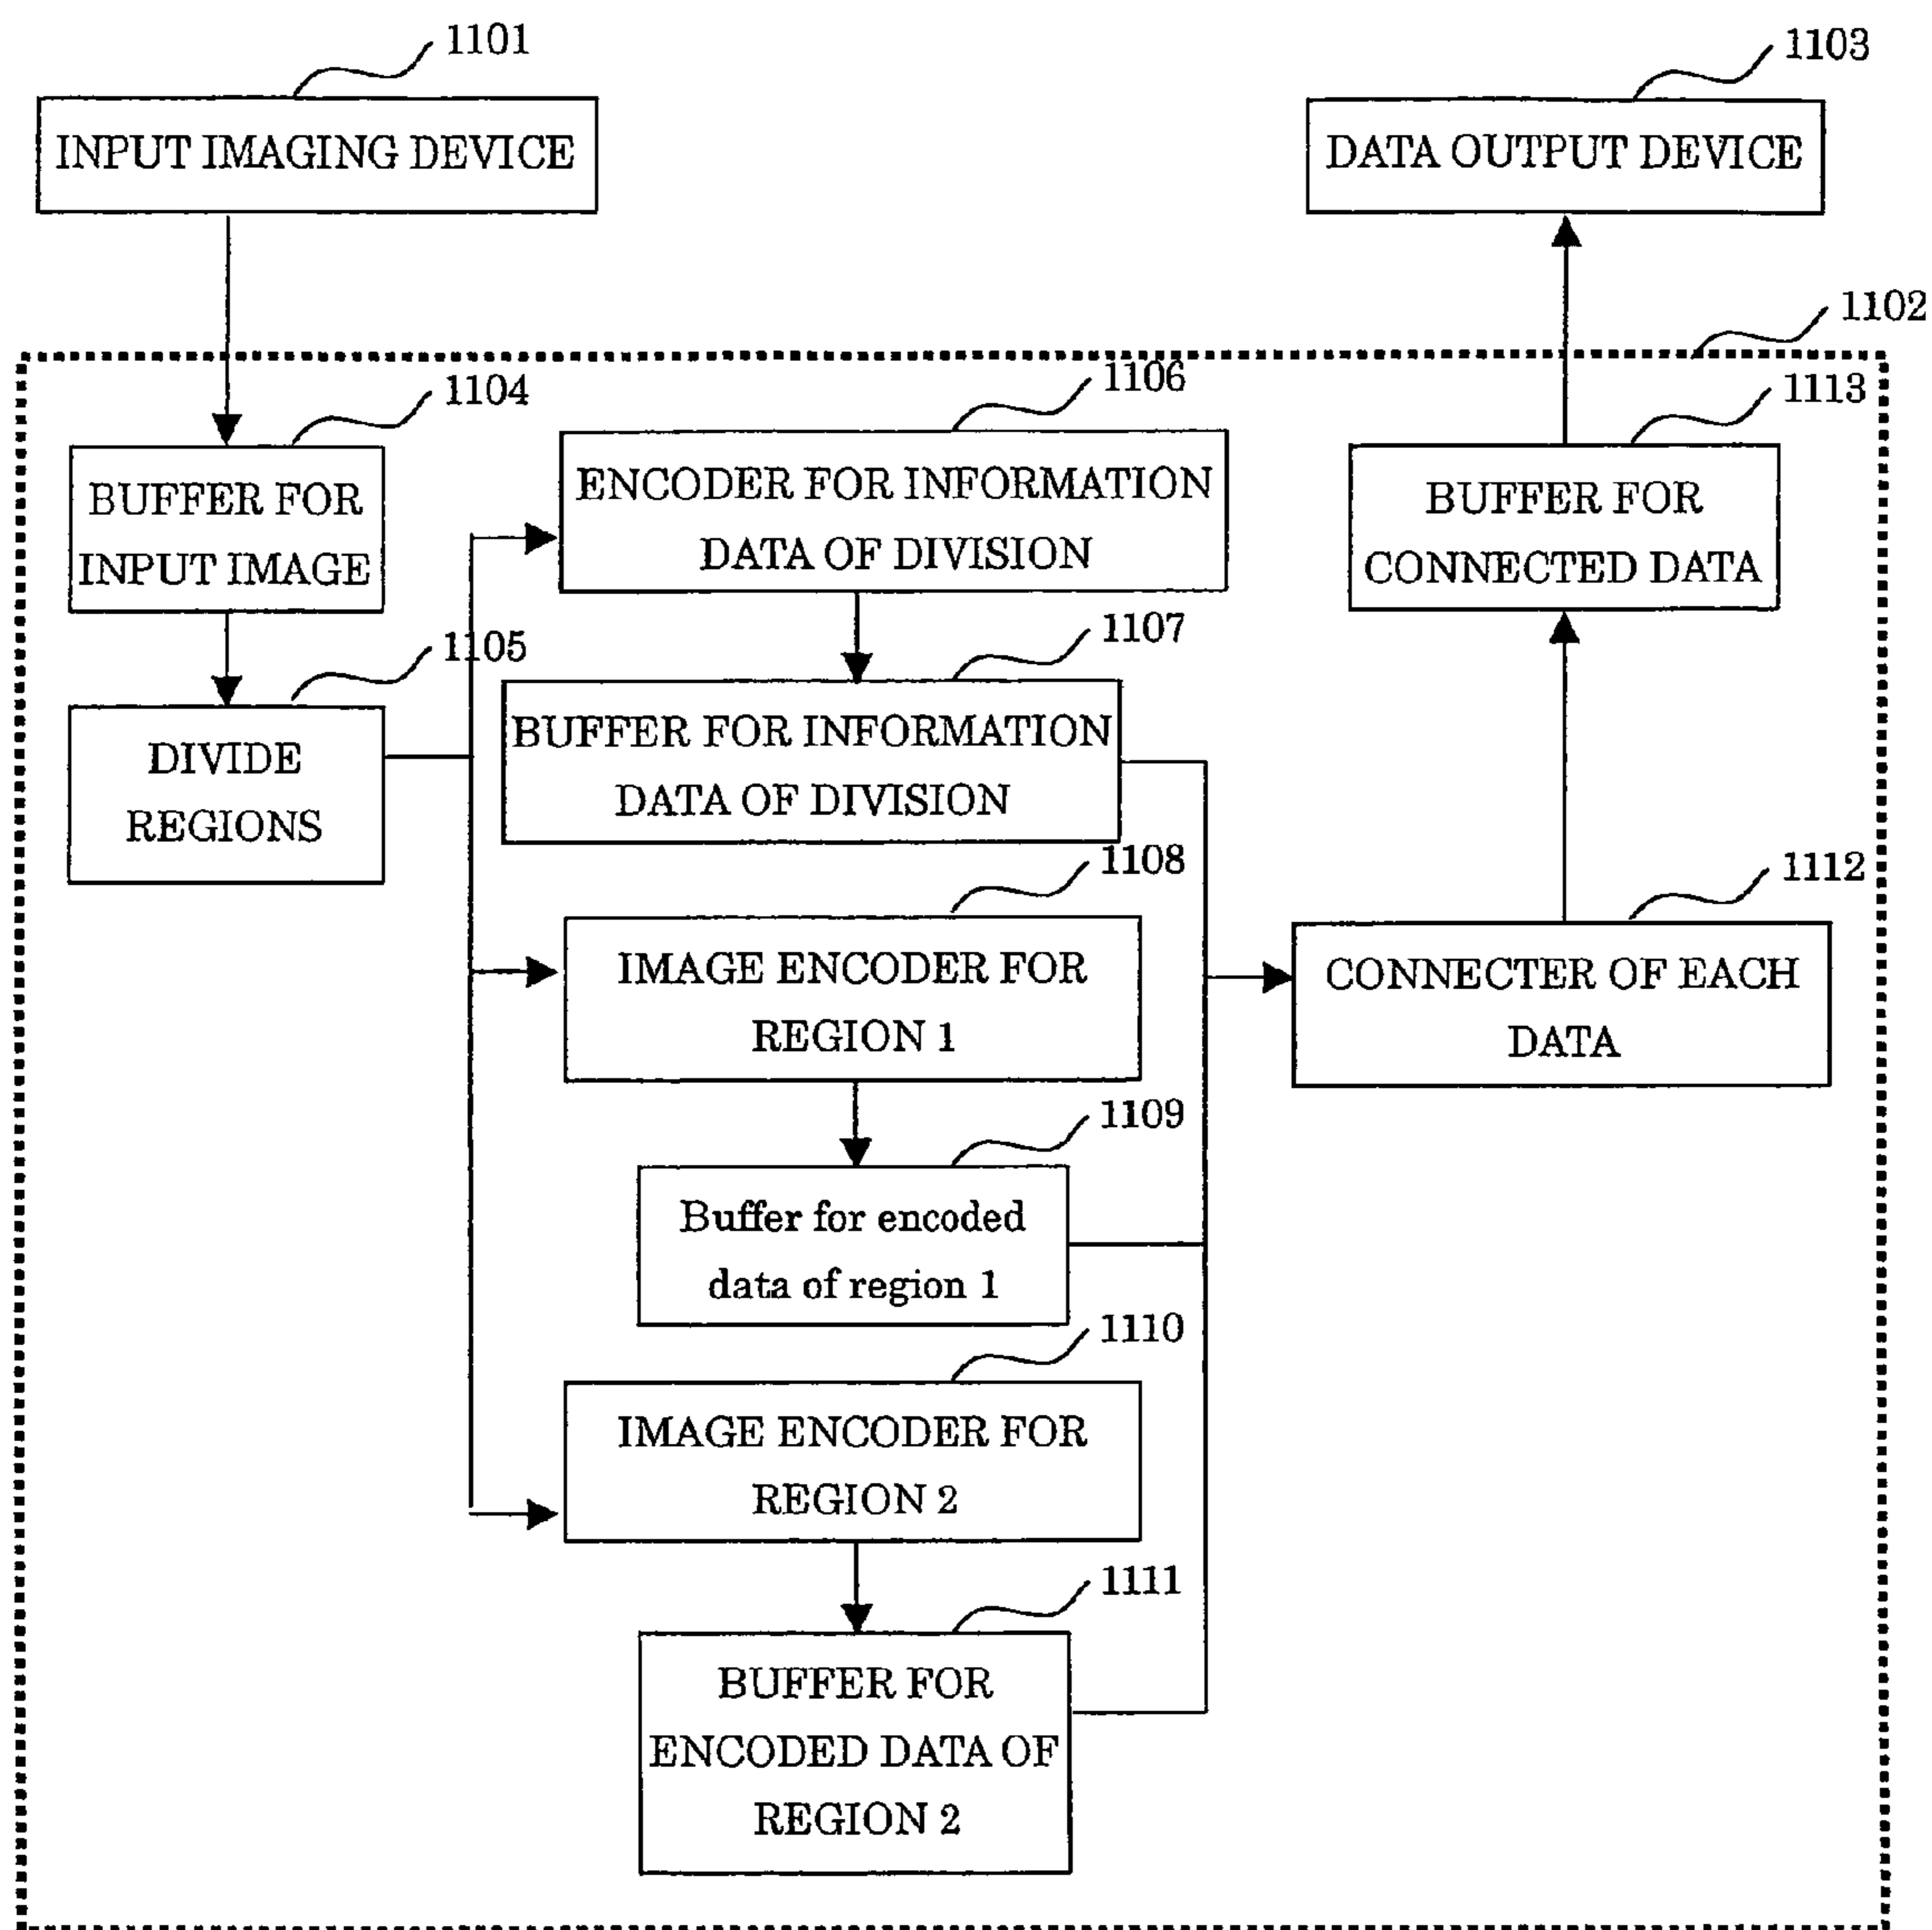 1101
INPUT IMAGING DEVICE
1103
DATA OUTPUT DEVICE
1102
1104
BUFFER FOR
INPUT IMAGE
1105
DIVIDE
REGIONS
1106
ENCODER FOR INFORMATION
DATA OF DIVISION
1107
BUFFER FOR INFORMATION
DATA OF DIVISION
1108
IMAGE ENCODER FOR
REGION 1
1109
Buffer for encoded
data of region 1
1110
IMAGE ENCODER FOR
REGION 2
1111
BUFFER FOR
ENCODED DATA OF
REGION 2
1113
BUFFER FOR
CONNECTED DATA
1112
CONNECTER OF EACH
DATA